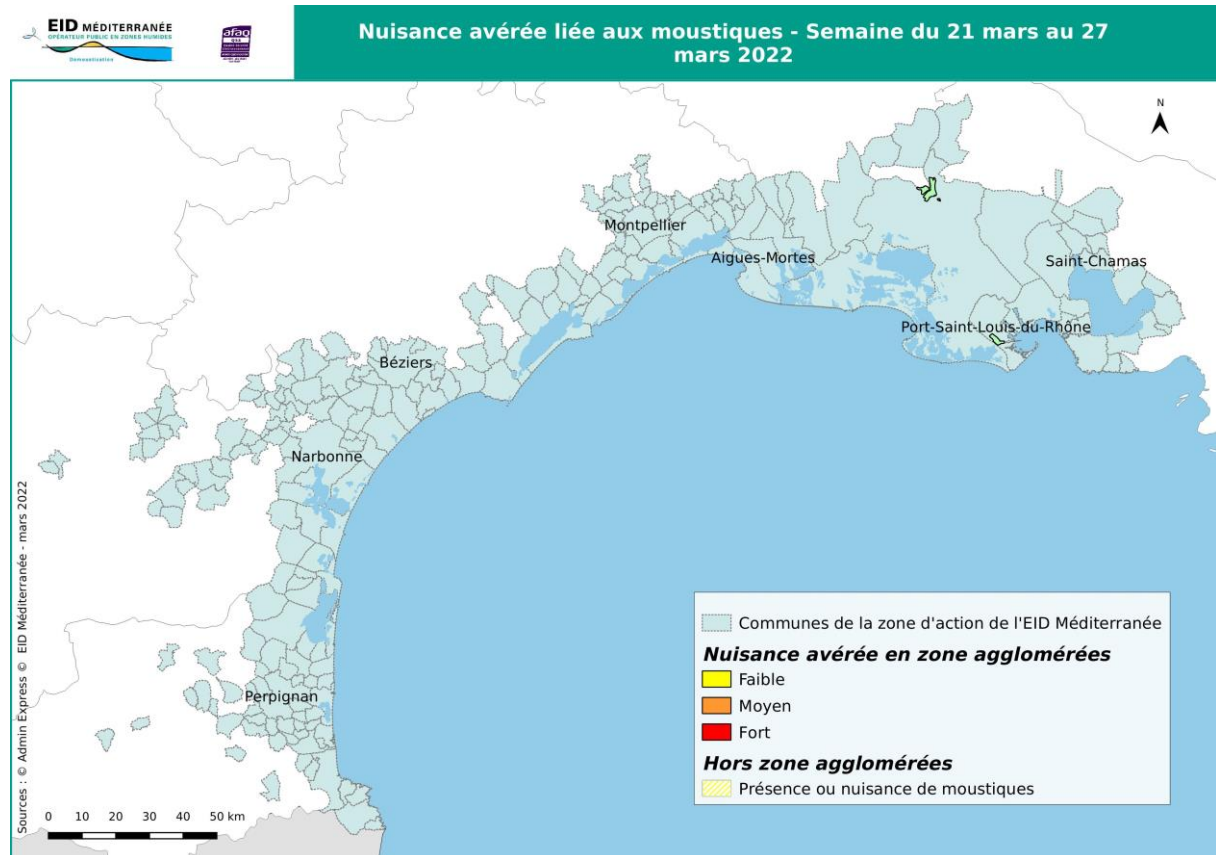 EID MÉDITERRANÉE
OPÉRATEUR PUBLIC EN ZONES HUMIDES
Démoustication
afaq
Nuisance avérée liée aux moustiques - Semaine du 21 mars au 27
mars 2022
N
Montpellier
Aigues-Mortes
Saint-Chamas
Port-Saint-Louis-du-Rhône
Béziers
Narbonne
Perpignan
Communes de la zone d'action de l'EID Méditerranée
Nuisance avérée en zone agglomérées
Faible
Moyen
Fort
Hors zone agglomérées
Présence ou nuisance de moustiques
0 10 20 30 40 50 km
Sources : © Admin Express © EID Méditerranée - mars 2022